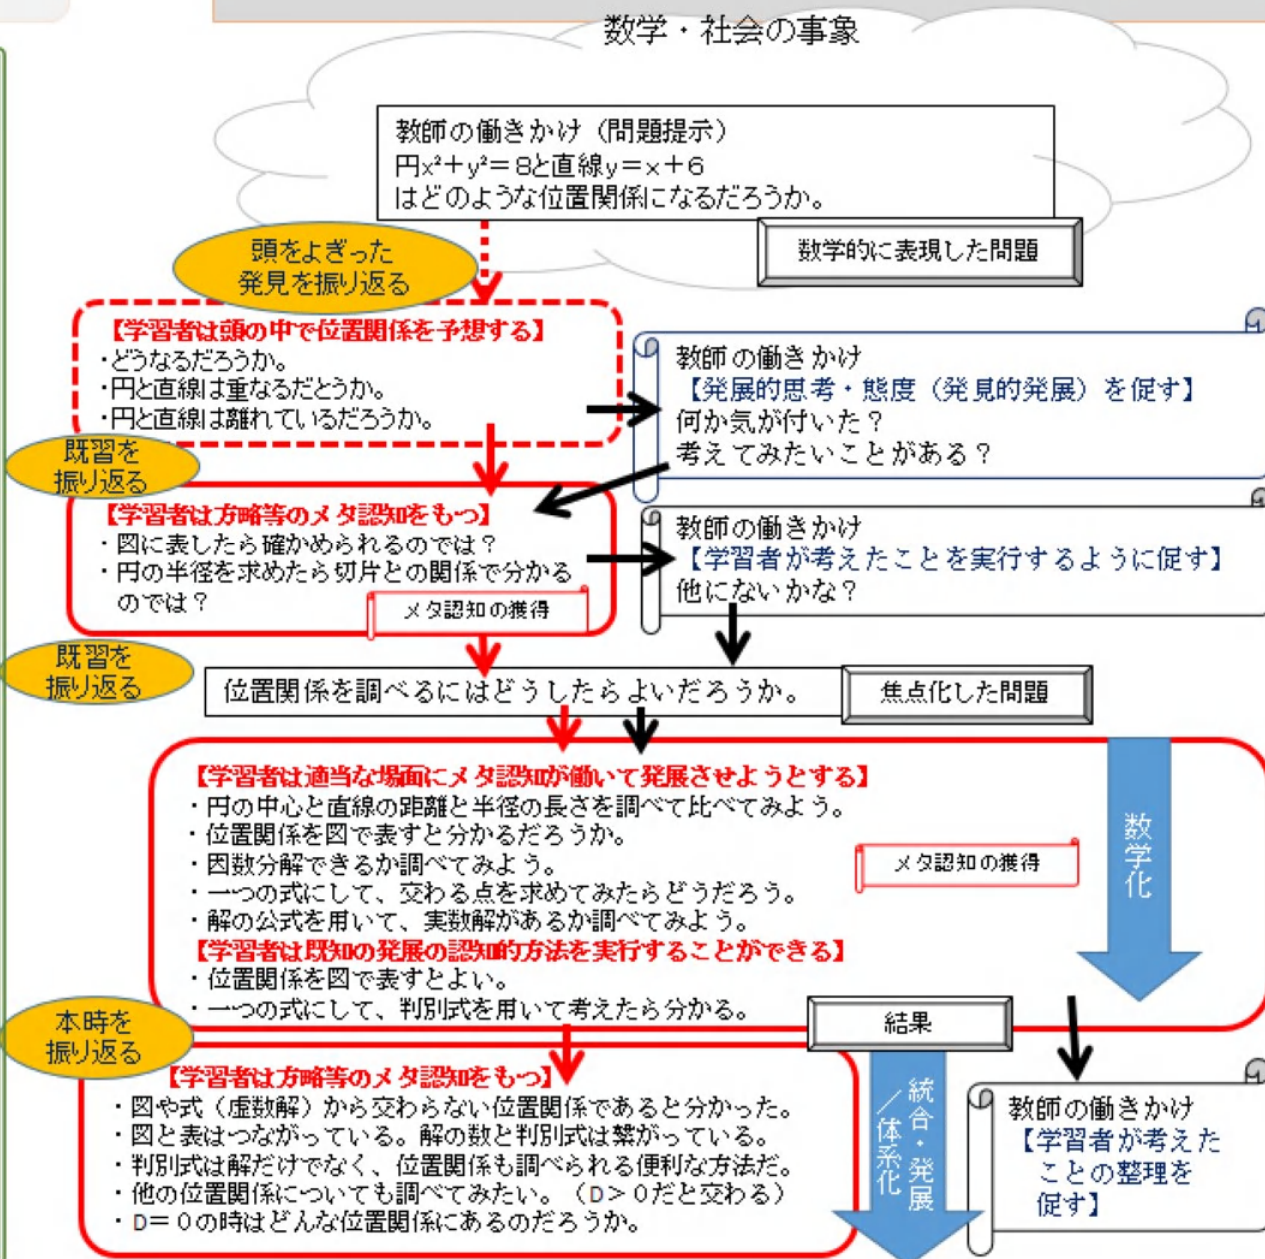 数学・社会の事象
教師の働きかけ（問題提示）
円x²+y²＝8と直線y＝x＋6
はどのような位置関係になるだろうか。
数学的に表現した問題
頭をよぎった
発見を振り返る
【学習者は頭の中で位置関係を予想する】
・どうなるだろうか。
・円と直線は重なるだとうか。
・円と直線は離れているだろうか。
教師の働きかけ
【発展的思考・態度（発見的発展）を促す】
何か気が付いた？
考えてみたいことがある？
既習を
振り返る
【学習者は方略等のメタ認知をもつ】
・図に表したら確かめられるのでは？
・円の半径を求めたら切片との関係で分かる
のでは？
メタ認知の獲得
教師の働きかけ
【学習者が考えたことを実行するように促す】
他にないかな？
既習を
振り返る
位置関係を調べるにはどうしたらよいだろうか。
焦点化した問題
【学習者は適当な場面にメタ認知が働いて発展させようとする】
・円の中心と直線の距離と半径の長さを調べて比べてみよう。
・位置関係を図で表すと分かるだろうか。
・因数分解できるか調べてみよう。
・一つの式にして、交わる点を求めてみたらどうだろう。
・解の公式を用いて、実数解があるか調べてみよう。
【学習者は既知の発展の認知的方法を実行することができる】
・位置関係を図で表すとよい。
・一つの式にして、判別式を用いて考えたら分かる。
メタ認知の獲得
数学化
結果
本時を
振り返る
【学習者は方略等のメタ認知をもつ】
・図や式（虚数解）から交わらない位置関係であると分かった。
・図と表はつながっている。解の数と判別式は繋がっている。
・判別式は解だけでなく、位置関係も調べられる便利な方法だ。
・他の位置関係についても調べてみたい。（D＞0だと交わる）
・D＝0の時はどんな位置関係にあるのだろうか。
統合・発展
／体系化
教師の働きかけ
【学習者が考えた
ことの整理を
促す】